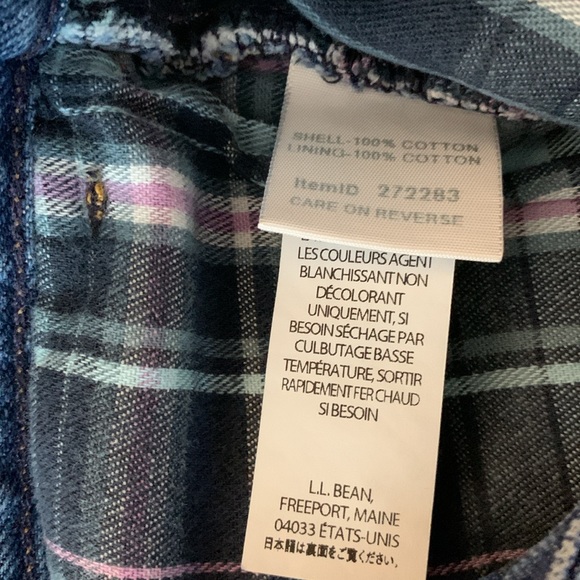 SHELL-100% COTTON
LINING-100% COTTON
ItemID 272283
CARE ON REVERSE
LES COULEURS AGENT
BLANCHISSANT NON
DÉCOLORANT
UNIQUEMENT, SI
BESOIN SÉCHAGE PAR
CULBUTAGE BASSE
TEMPÉRATURE, SORTIR
RAPIDEMENT FER CHAUD
SI BESOIN
L.L. BEAN,
FREEPORT, MAINE
04033 ÉTATS-UNIS
日本語は裏面をご覧ください。